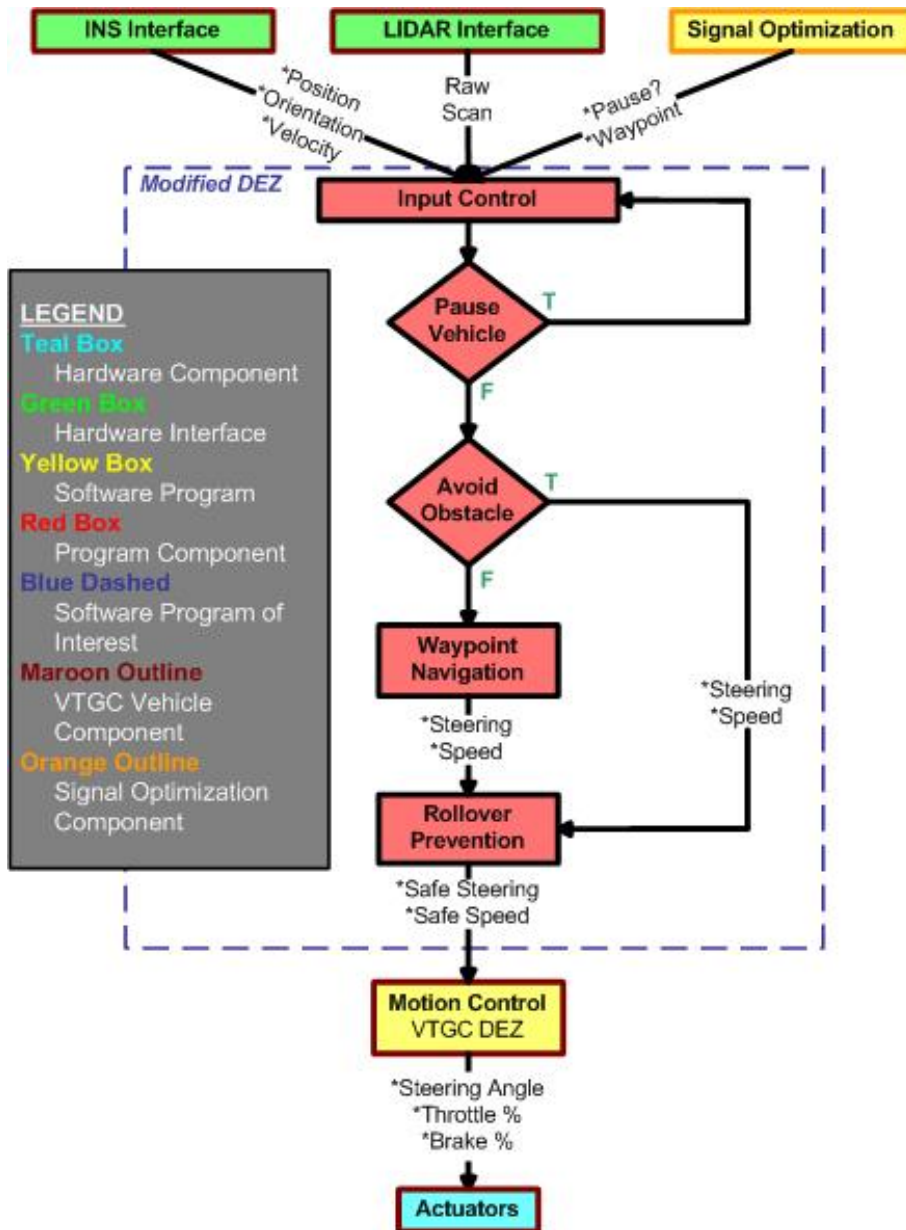 INS Interface
LIDAR Interface
Signal Optimization
*Position
*Orientation
*Velocity
Raw
Scan
*Pause?
*Waypoint
Modified DEZ
Input Control
LEGEND
Teal Box
Hardware Component
Green Box
Hardware Interface
Yellow Box
Software Program
Red Box
Program Component
Blue Dashed
Software Program of
Interest
Maroon Outline
VTGC Vehicle
Component
Orange Outline
Signal Optimization
Component
Pause
Vehicle
T
F
Avoid
Obstacle
T
F
Waypoint
Navigation
*Steering
*Speed
*Steering
*Speed
Rollover
Prevention
*Safe Steering
*Safe Speed
Motion Control
VTGC DEZ
*Steering Angle
*Throttle %
*Brake %
Actuators